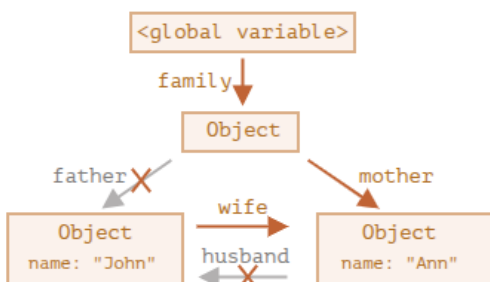 <global variable>
family
Object
father
mother
wife
Object
name: "John"
husband
Object
name: "Ann"